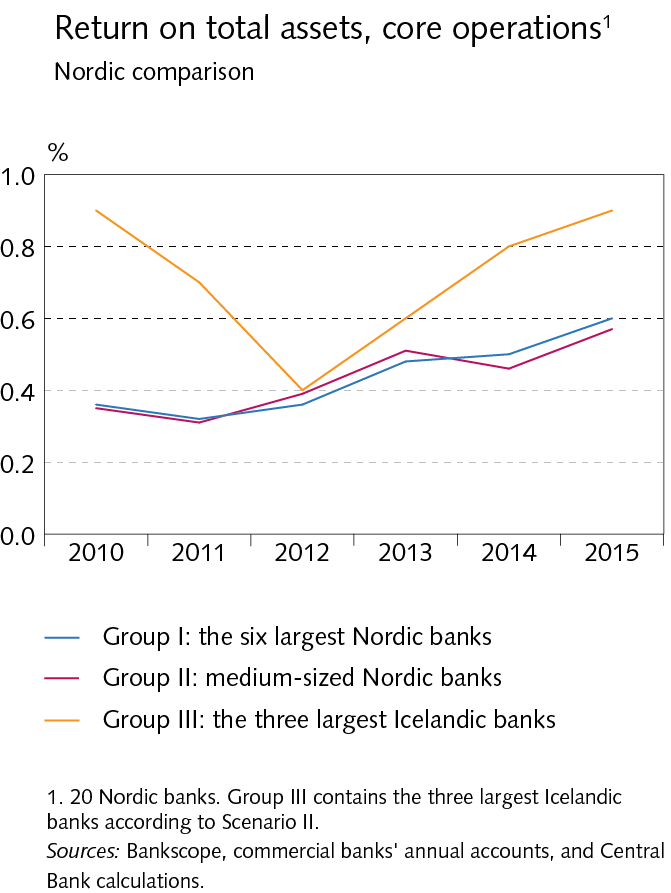 Return on total assets, core operations¹
Nordic comparison
%
1.0
0.8
0.6
0.4
0.2
0.0
2010 2011 2012 2013 2014 2015
Group I: the six largest Nordic banks
Group II: medium-sized Nordic banks
Group III: the three largest Icelandic banks
1. 20 Nordic banks. Group III contains the three largest Icelandic
banks according to Scenario II.
Sources: Bankscope, commercial banks' annual accounts, and Central
Bank calculations.